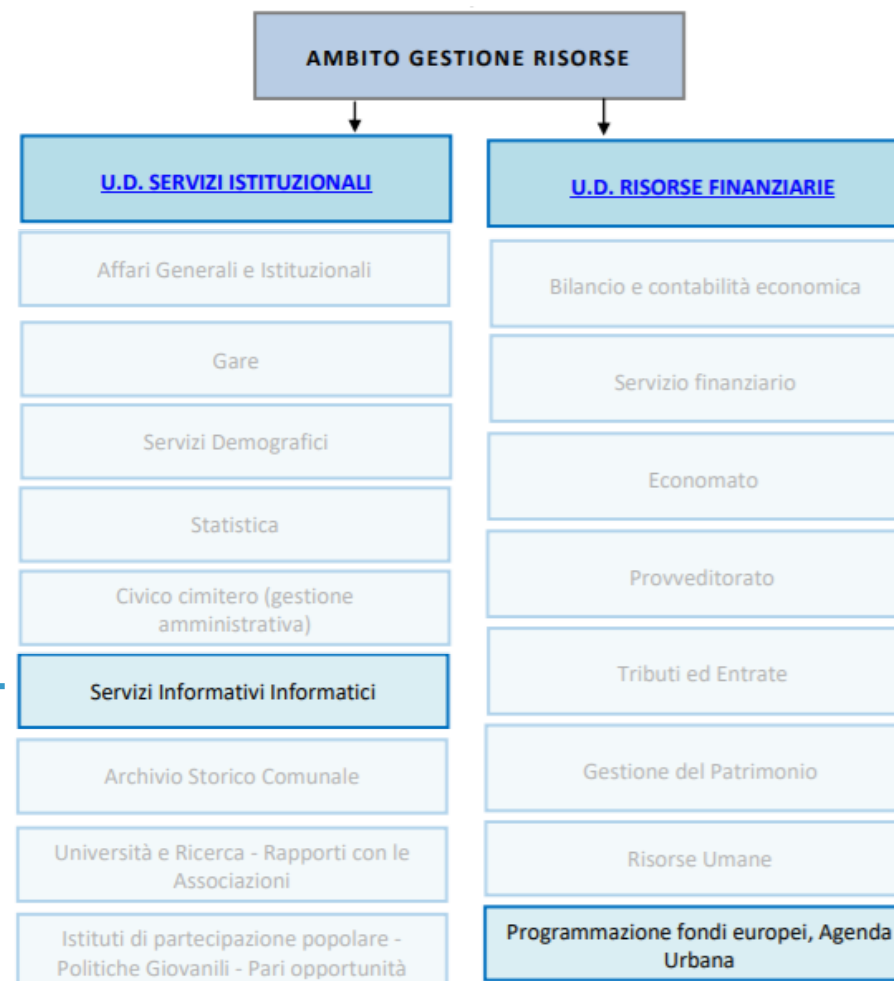 AMBITO GESTIONE RISORSE
U.D. SERVIZI ISTITUZIONALI
Affari Generali e Istituzionali
Gare
Servizi Demografici
Statistica
Civico cimitero (gestione
amministrativa)
Servizi Informativi Informatici
Archivio Storico Comunale
Università e Ricerca - Rapporti con le
Associazioni
Istituti di partecipazione popolare -
Politiche Giovanili - Pari opportunità
U.D. RISORSE FINANZIARIE
Bilancio e contabilità economica
Servizio finanziario
Economato
Provveditorato
Tributi ed Entrate
Gestione del Patrimonio
Risorse Umane
Programmazione fondi europei, Agenda
Urbana